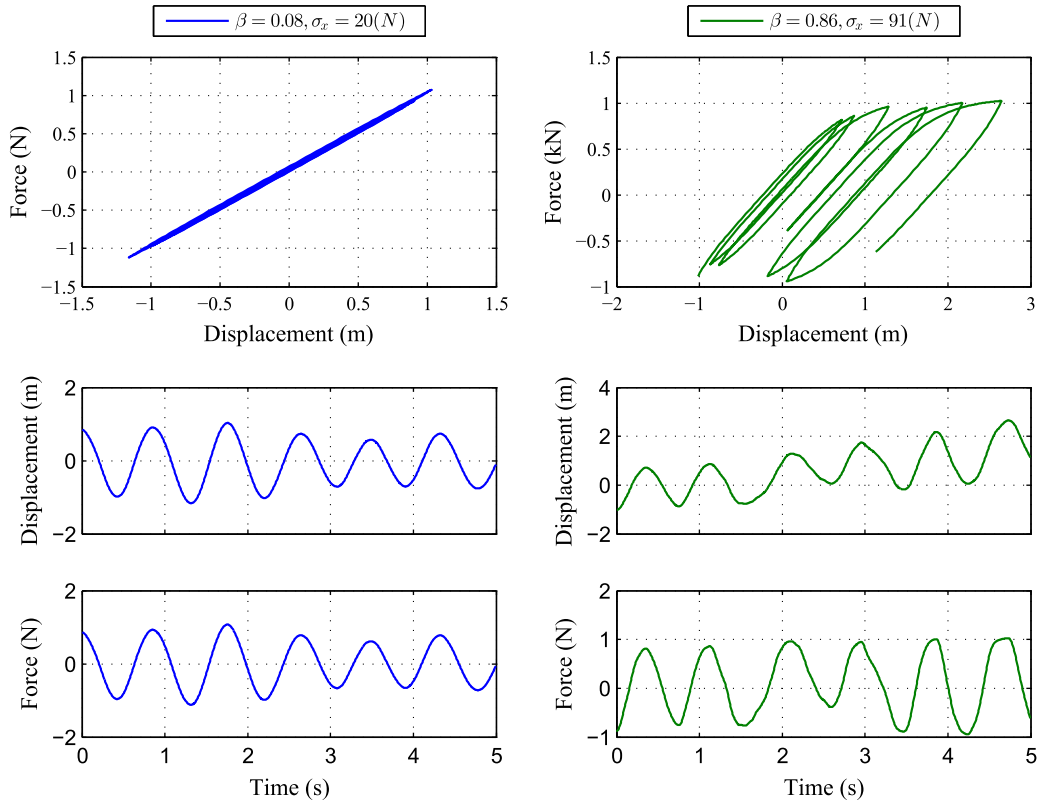 β = 0.08, σₓ = 20(N)
β = 0.86, σₓ = 91(N)
1.5
1
0.5
0
−0.5
−1
−1.5
Force (N)
−1.5 −1 −0.5 0 0.5 1 1.5
Displacement (m)
1.5
1
0.5
0
−0.5
−1
Force (kN)
−2 −1 0 1 2 3
Displacement (m)
2
0
−2
Displacement (m)
4
2
0
−2
Displacement (m)
2
0
−2
Force (N)
0 1 2 3 4 5
Time (s)
2
1
0
−1
Force (N)
0 1 2 3 4 5
Time (s)